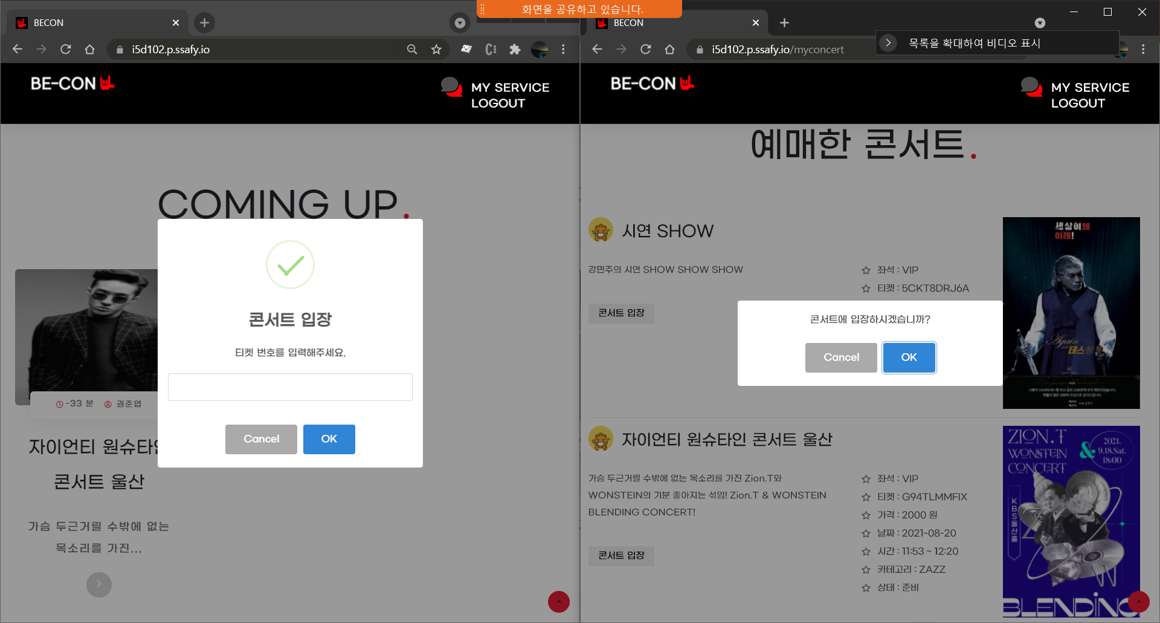 화면을 공유하고 있습니다.
BECON
i5d102.p.ssafy.io
BE-CON
MY SERVICE
LOGOUT
COMING UP.
콘서트 입장
티켓 번호를 입력해주세요.
Cancel
OK
-33 분
권준엽
자이언티 원슈타인
콘서트 울산
가슴 두근거릴 수밖에 없는
목소리를 가진...
BECON
i5d102.p.ssafy.io/myconcert
목록을 확대하여 비디오 표시
BE-CON
MY SERVICE
LOGOUT
예매한 콘서트.
시연 SHOW
강민주의 시연 SHOW SHOW SHOW
좌석 : VIP
티켓 : 5CKT8DRJ6A
콘서트 입장
콘서트에 입장하시겠습니까?
Cancel
OK
세상이 왜
이래!
Again
테스형
자이언티 원슈타인 콘서트 울산
가슴 두근거릴 수밖에 없는 목소리를 가진 Zion.T와
WONSTEIN의 기분 좋아지는 섞임! Zion.T & WONSTEIN
BLENDING CONCERT!
좌석 : VIP
티켓 : G94TLMMFIX
가격 : 2000 원
날짜 : 2021-08-20
시간 : 11:53 ~ 12:20
카테고리 : ZAZZ
상태 : 준비
콘서트 입장
ZION.T
&
WONSTEIN
CONCERT
2021.
9.18.Sat.
18:00
KBS울산홀
BLENDING